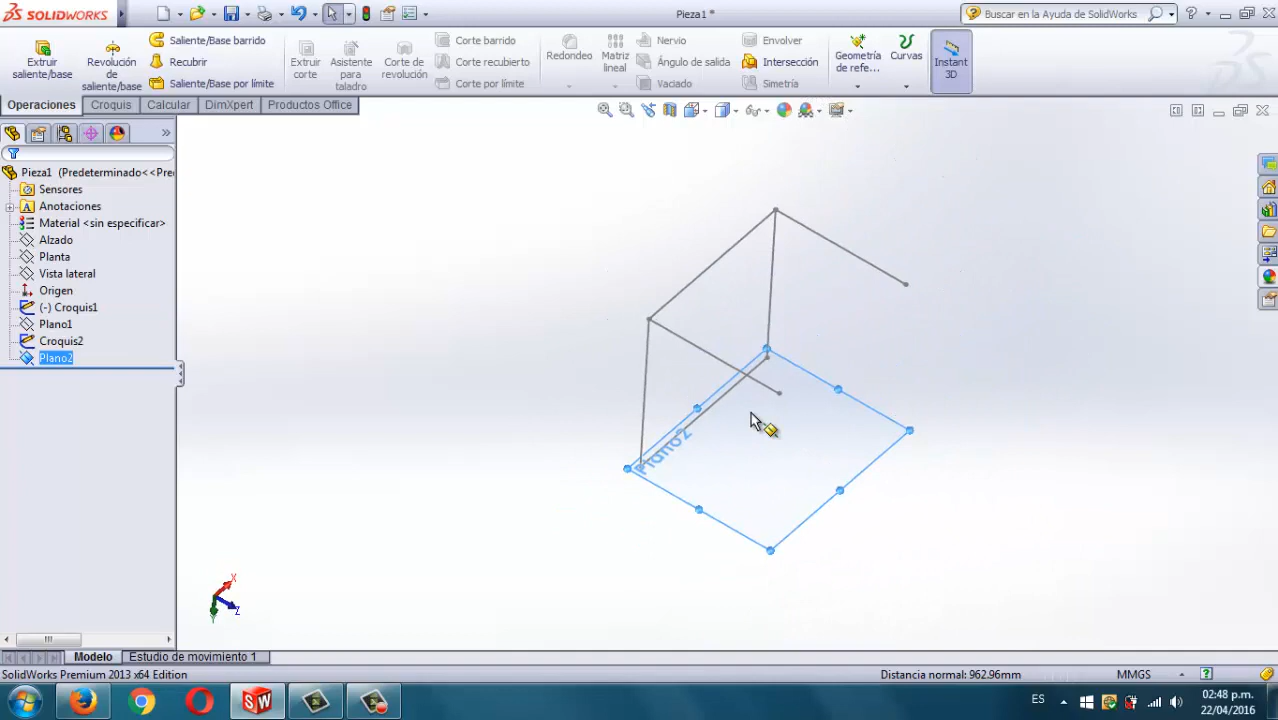 SOLIDWORKS
Pieza1 *
Buscar en la Ayuda de SolidWorks
Extruir saliente/base
Revolución de saliente/base
Saliente/Base barrido
Recubrir
Saliente/Base por límite
Extruir corte
Asistente para taladro
Corte de revolución
Corte barrido
Corte recubierto
Corte por límite
Redondeo
Matriz lineal
Nervio
Ángulo de salida
Vaciado
Envolver
Intersección
Simetría
Geometría de refe...
Curvas
Instant 3D
Operaciones
Croquis
Calcular
DimXpert
Productos Office
Pieza1 (Predeterminado<<Pre
Sensores
Anotaciones
Material <sin especificar>
Alzado
Planta
Vista lateral
Origen
(-) Croquis1
Plano1
Croquis2
Plano2
Plano2
X
Y
Z
Modelo
Estudio de movimiento 1
SolidWorks Premium 2013 x64 Edition
Distancia normal: 962.96mm
MMGS
ES
02:48 p.m.
22/04/2016